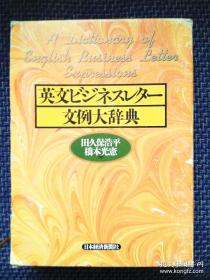 A Dictionary of
English Business Letter
Expressions
英文ビジネスレター
文例大辞典
田久保浩平
橋本光憲
日本経済新聞社